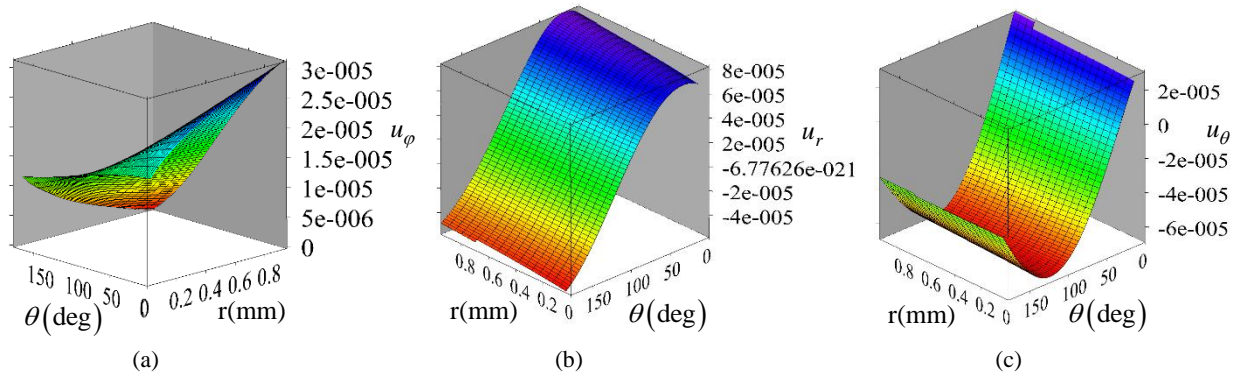 3e-005
2.5e-005
2e-005
1.5e-005
1e-005
5e-006
0
u_φ
150
100
50
0
θ(deg)
0.2 0.4 0.6 0.8
r(mm)
(a)
8e-005
6e-005
4e-005
2e-005
-6.77626e-021
-2e-005
-4e-005
u_r
0.8 0.6 0.4 0.2 0
r(mm)
150 100 50 0
θ(deg)
(b)
2e-005
0
-2e-005
-4e-005
-6e-005
u_θ
0.8 0.6 0.4 0.2 0
r(mm)
150 100 50 0
θ(deg)
(c)